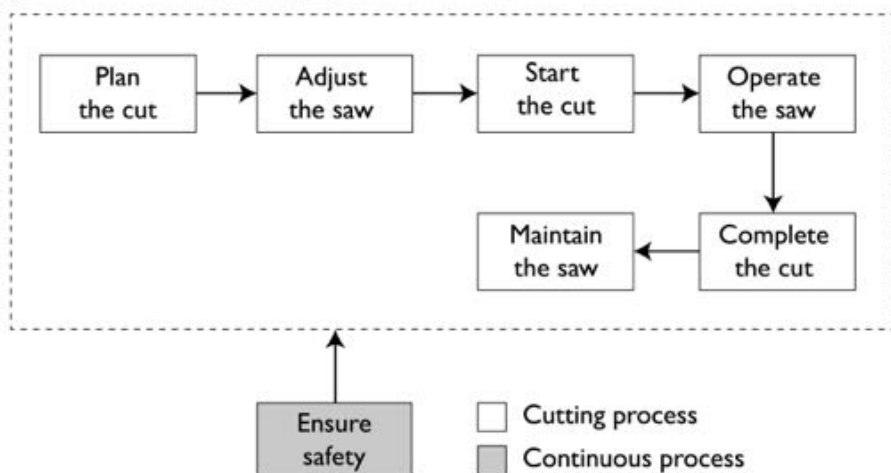 Plan
the cut
Adjust
the saw
Start
the cut
Operate
the saw
Maintain
the saw
Complete
the cut
Ensure
safety
Cutting process
Continuous process